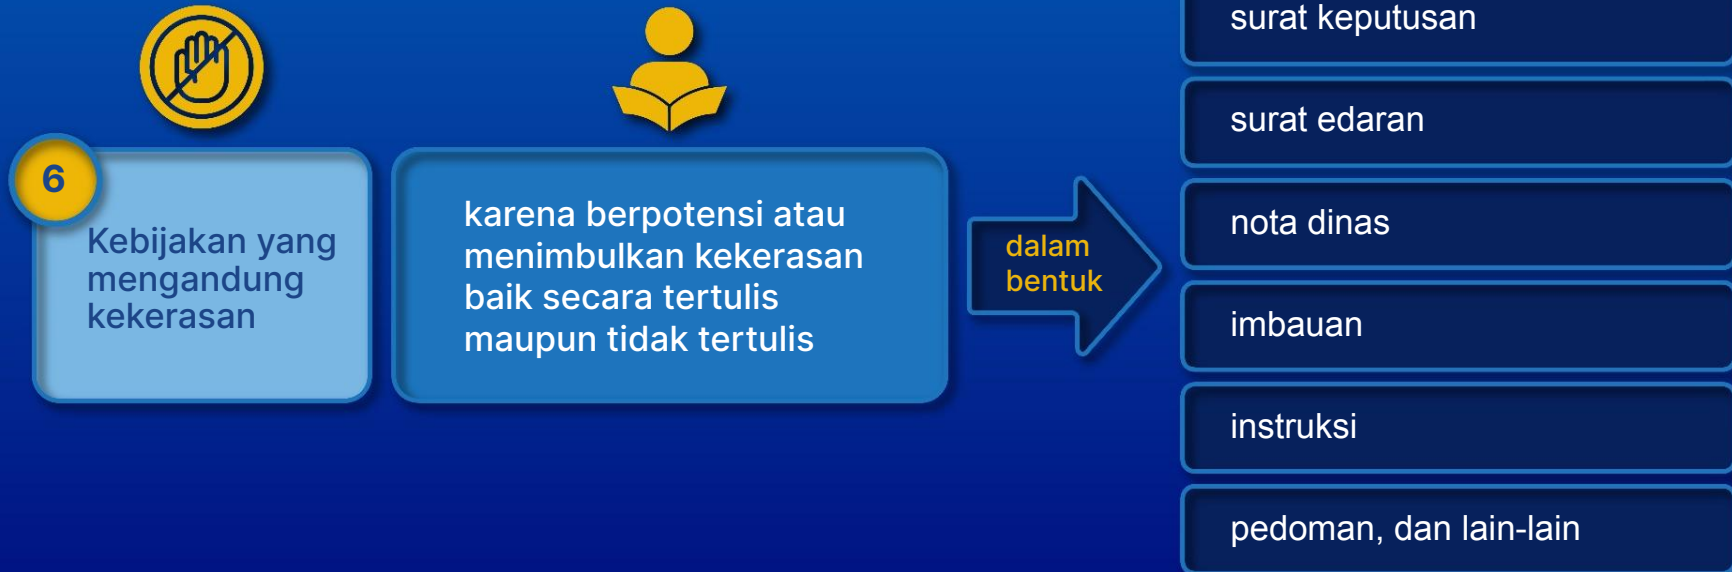 6
Kebijakan yang
mengandung
kekerasan
karena berpotensi atau
menimbulkan kekerasan
baik secara tertulis
maupun tidak tertulis
dalam
bentuk
surat keputusan
surat edaran
nota dinas
imbauan
instruksi
pedoman, dan lain-lain